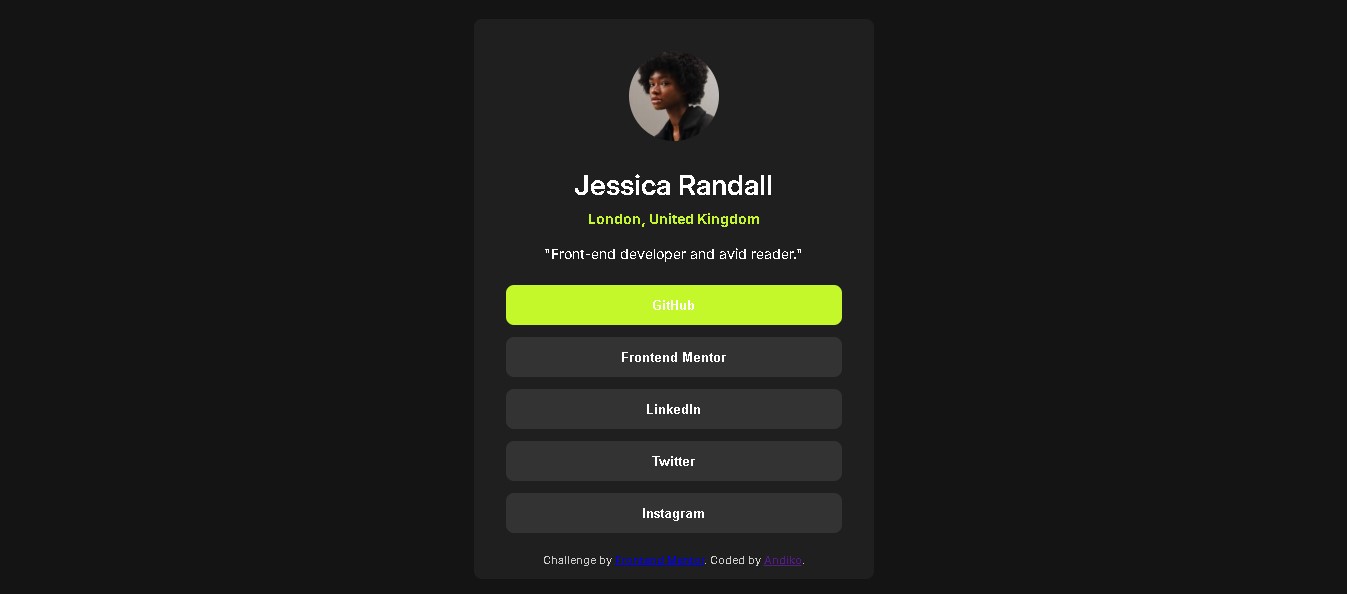 Jessica Randall
London, United Kingdom
"Front-end developer and avid reader."
GitHub
Frontend Mentor
LinkedIn
Twitter
Instagram
Challenge by Frontend Mentor. Coded by Andiko.